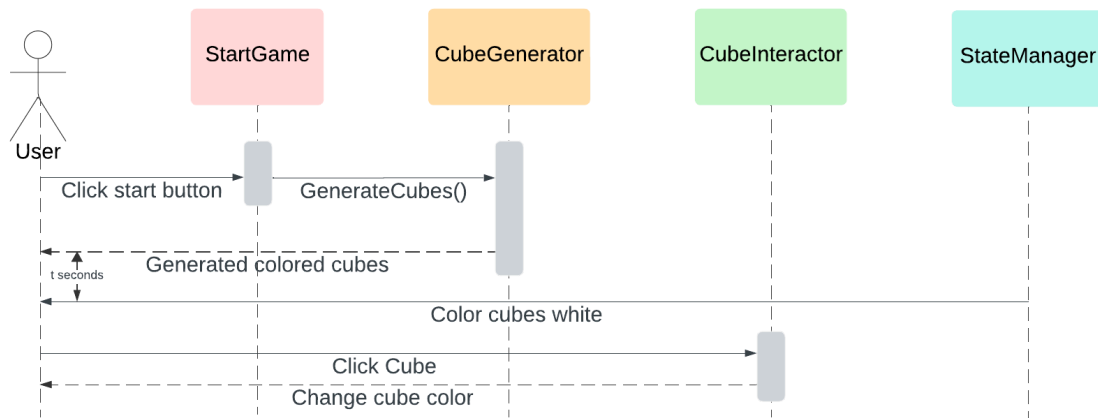 StartGame
CubeGenerator
CubeInteractor
StateManager
User
Click start button
GenerateCubes()
Generated colored cubes
t seconds
Color cubes white
Click Cube
Change cube color